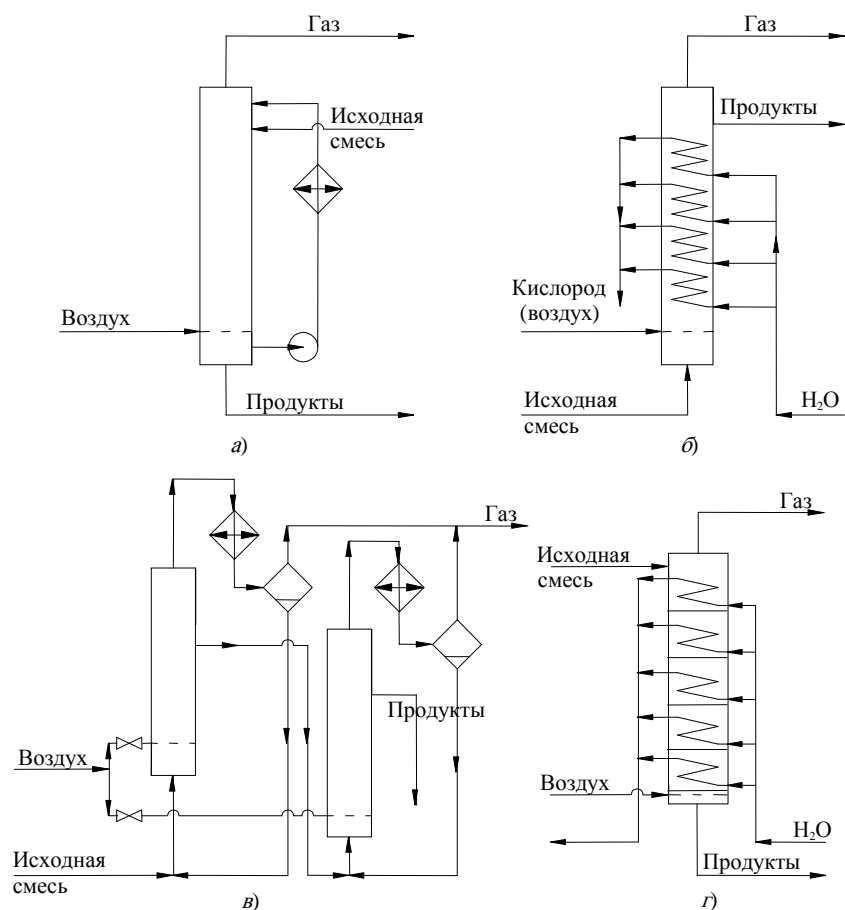 Газ
Исходная
смесь
Воздух
Продукты
а)
Газ
Продукты
Кислород
(воздух)
Исходная
смесь
H₂O
б)
Газ
Продукты
Воздух
Исходная
смесь
в)
Газ
Исходная
смесь
Воздух
H₂O
Продукты
г)